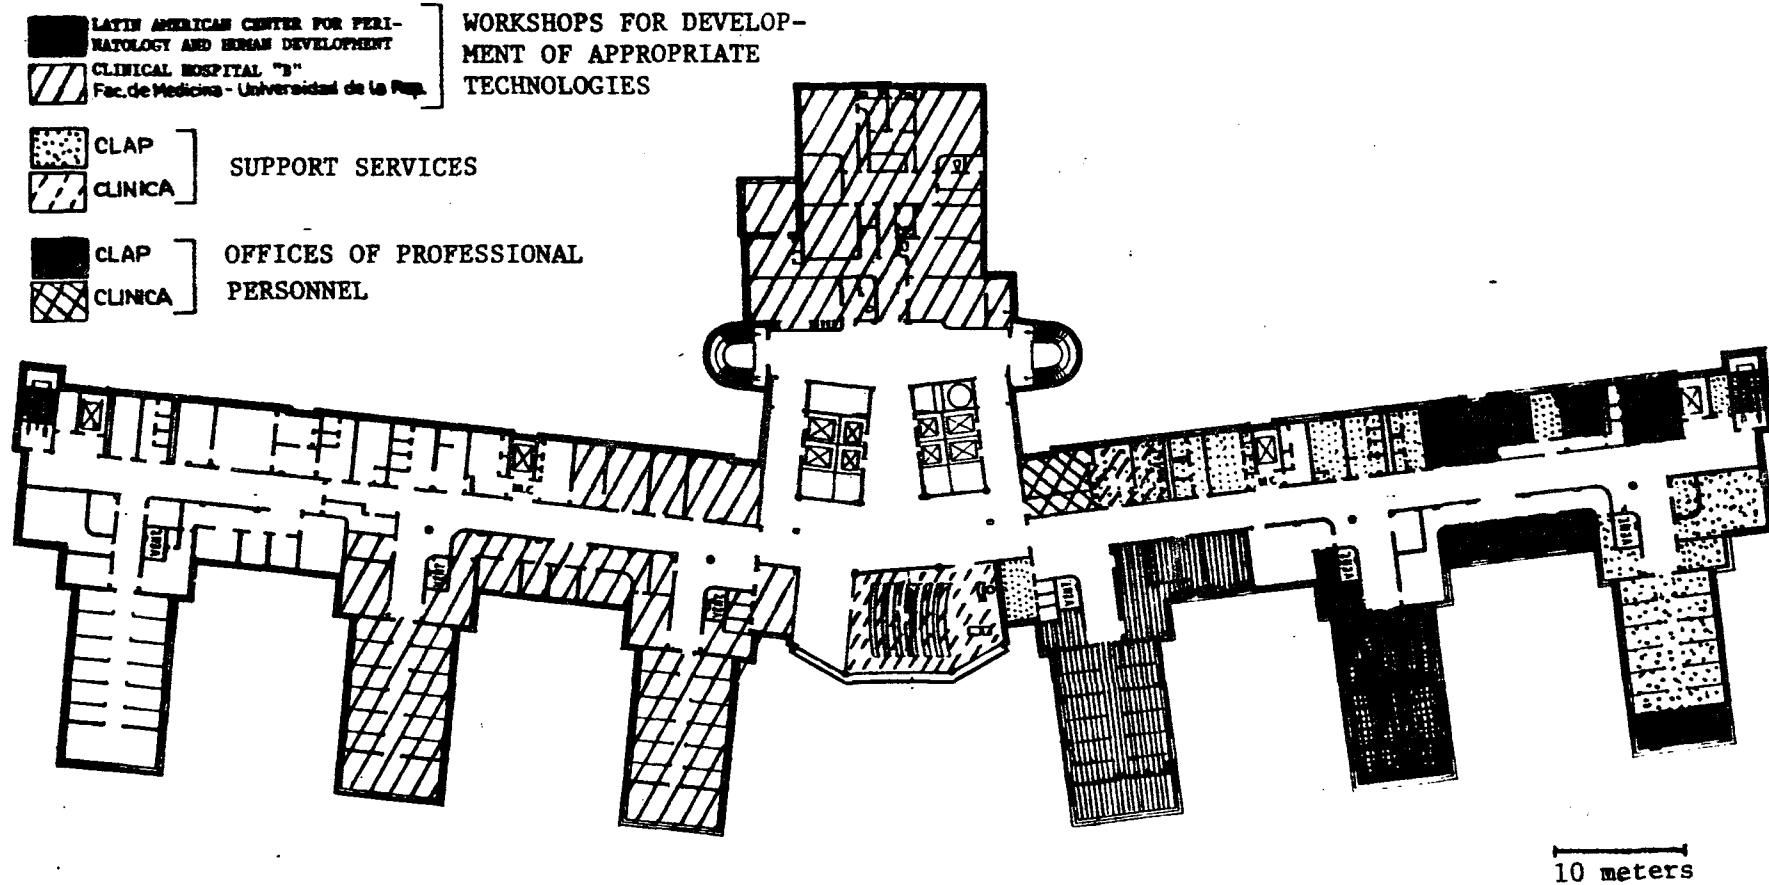 LATIN AMERICAN CENTER FOR PERI-
NATOLOGY AND HUMAN DEVELOPMENT
CLINICAL HOSPITAL "B"
Fac. de Medicina - Universidad de la Rep.
WORKSHOPS FOR DEVELOP-
MENT OF APPROPRIATE
TECHNOLOGIES
CLAP
CLINICA
SUPPORT SERVICES
CLAP
CLINICA
OFFICES OF PROFESSIONAL
PERSONNEL
10 meters